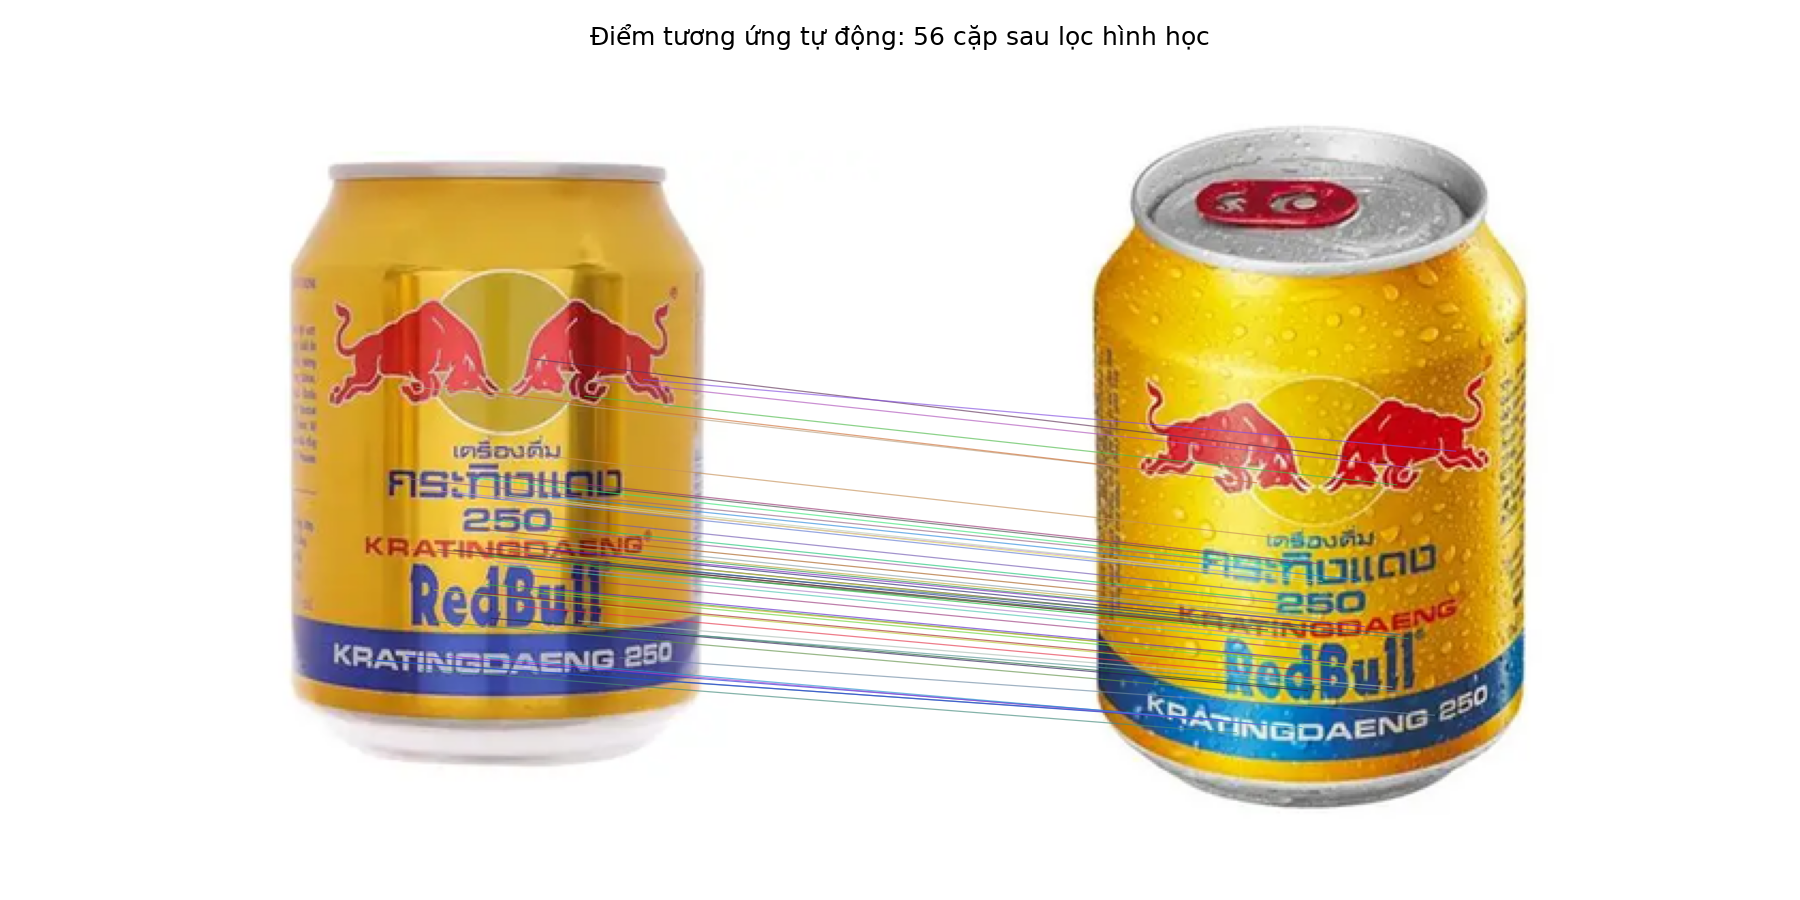 Điểm tương ứng tự động: 56 cặp sau lọc hình học
เครื่องดื่ม
กระทิงแดง
250
KRATINGDAENG®
RedBull
KRATINGDAENG 250
เครื่องดื่ม
กระทิงแดง
250
KRATINGDAENG
RedBull®
KRATINGDAENG 250